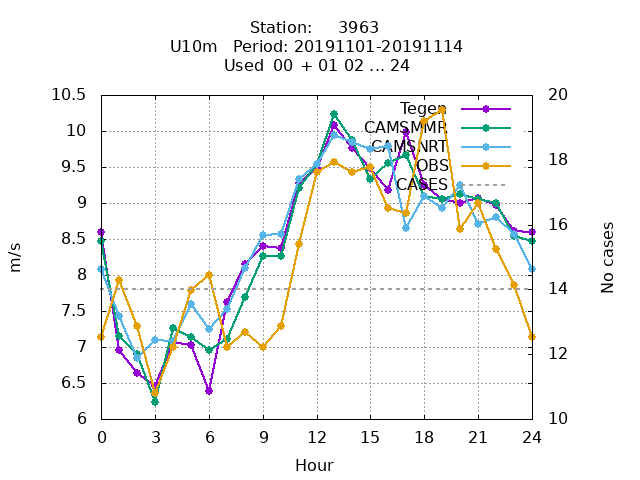 Station: 3963
U10m Period: 20191101-20191114
Used 00 + 01 02 ... 24
10.5
10
9.5
9
8.5
8
7.5
7
6.5
6
m/s
Tegen
CAMSMMR
CAMSNRT
OBS
CASES
20
18
16
14
12
10
No cases
0 3 6 9 12 15 18 21 24
Hour